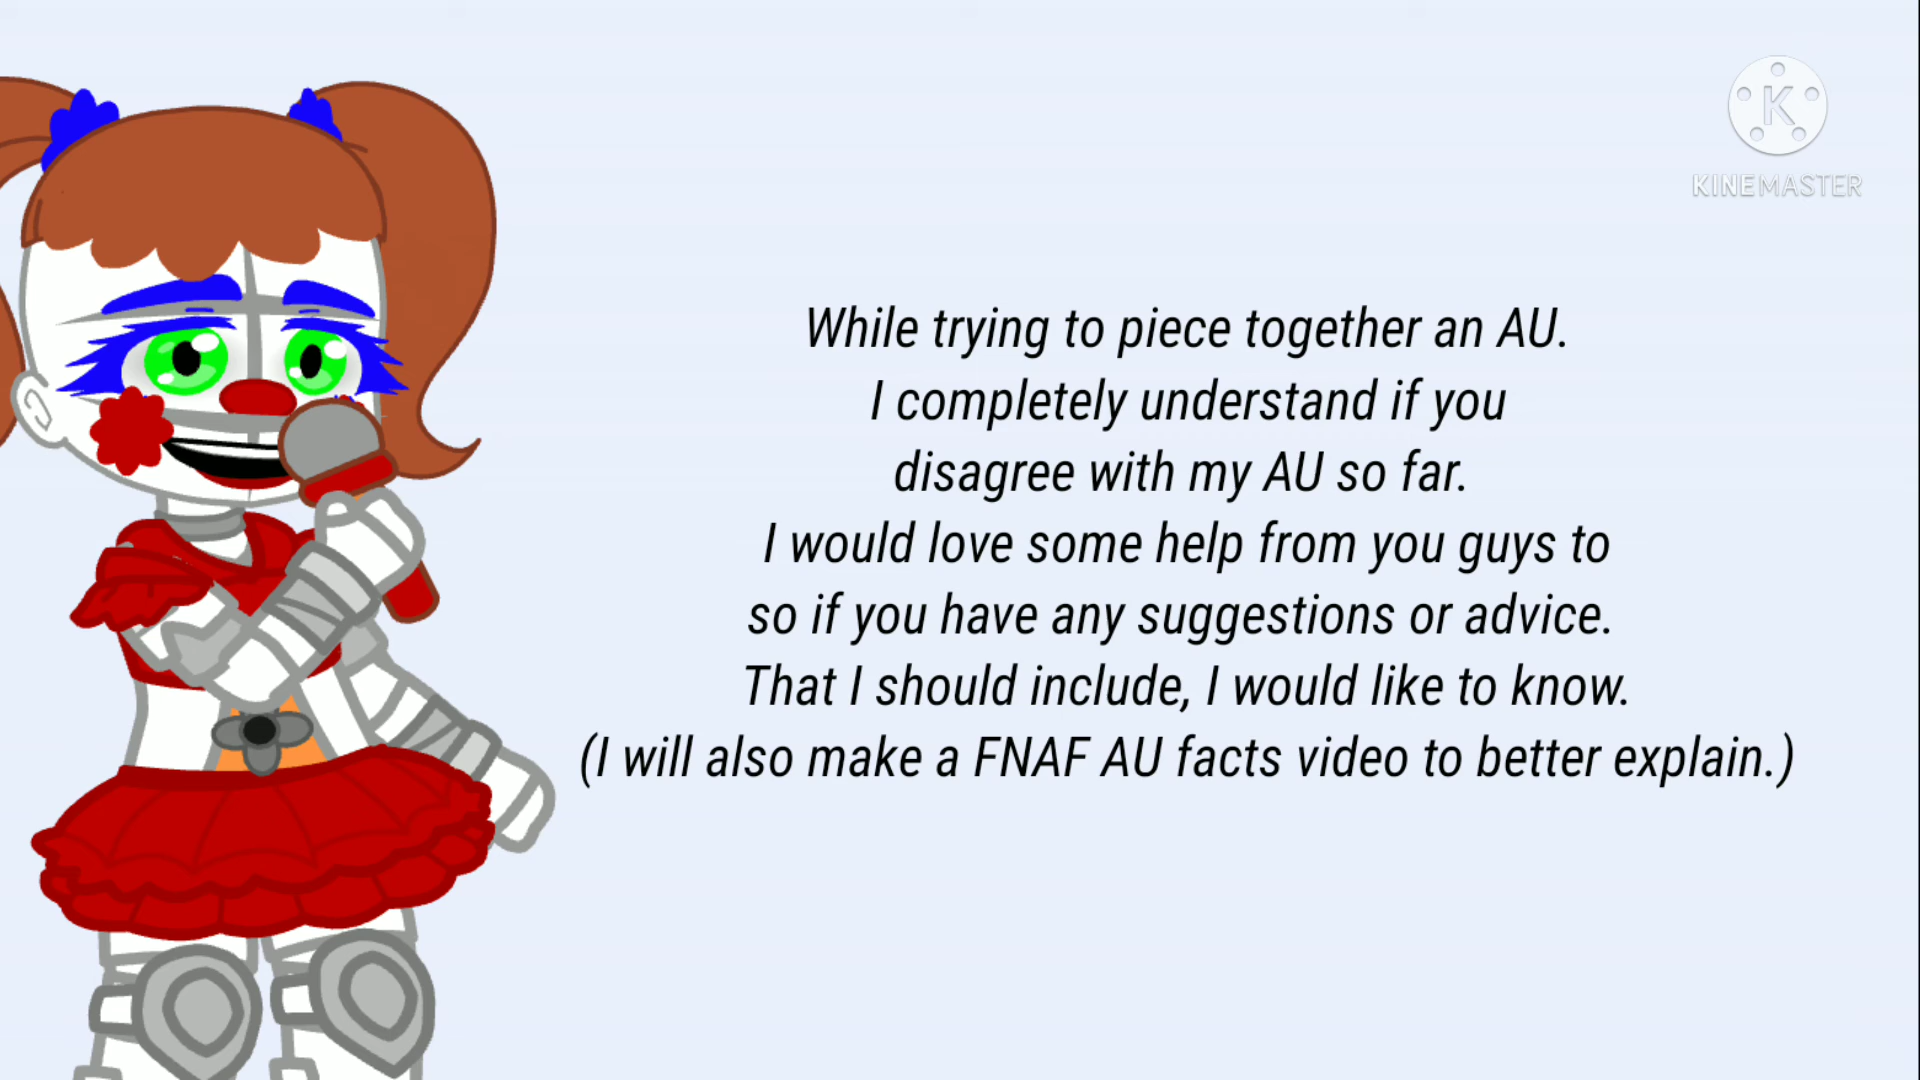 K
KINEMASTER
While trying to piece together an AU.
I completely understand if you
disagree with my AU so far.
I would love some help from you guys to
so if you have any suggestions or advice.
That I should include, I would like to know.
(I will also make a FNAF AU facts video to better explain.)